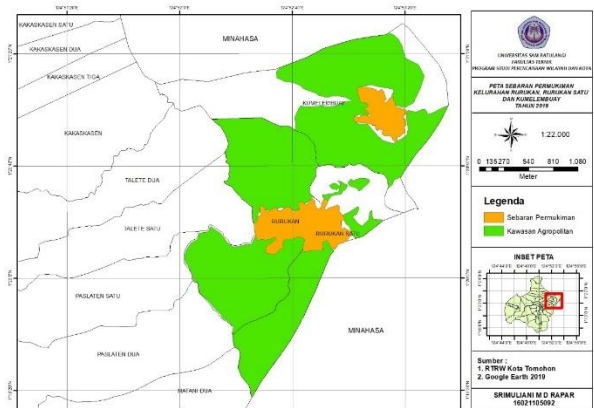 KAKASKASEN SATU
KAKASKASEN DUA
KAKASKASEN TIGA
KAKASKASEN
TALETE DUA
TALETE SATU
PASLATEN SATU
PASLATEN DUA
MATANI DUA
MINAHASA
KUMELEMBUAY
RURUKAN
RURUKAN SATU
MINAHASA
UNIVERSITAS SAM RATULANGI
FAKULTAS TEKNIK
PROGRAM STUDI PERENCANAAN WILAYAH DAN KOTA
PETA SEBARAN PERMUKIMAN
KELURAHAN RURUKAN, RURUKAN SATU
DAN KUMELEMBUAY
TAHUN 2019
1:22.000
0 135 270 540 810 1.080
Meter
Legenda
Sebaran Permukiman
Kawasan Agropolitan
INSET PETA
Sumber :
1. RTRW Kota Tomohon
2. Google Earth 2019
SRIMULIANI M D RAPAR
16021105092